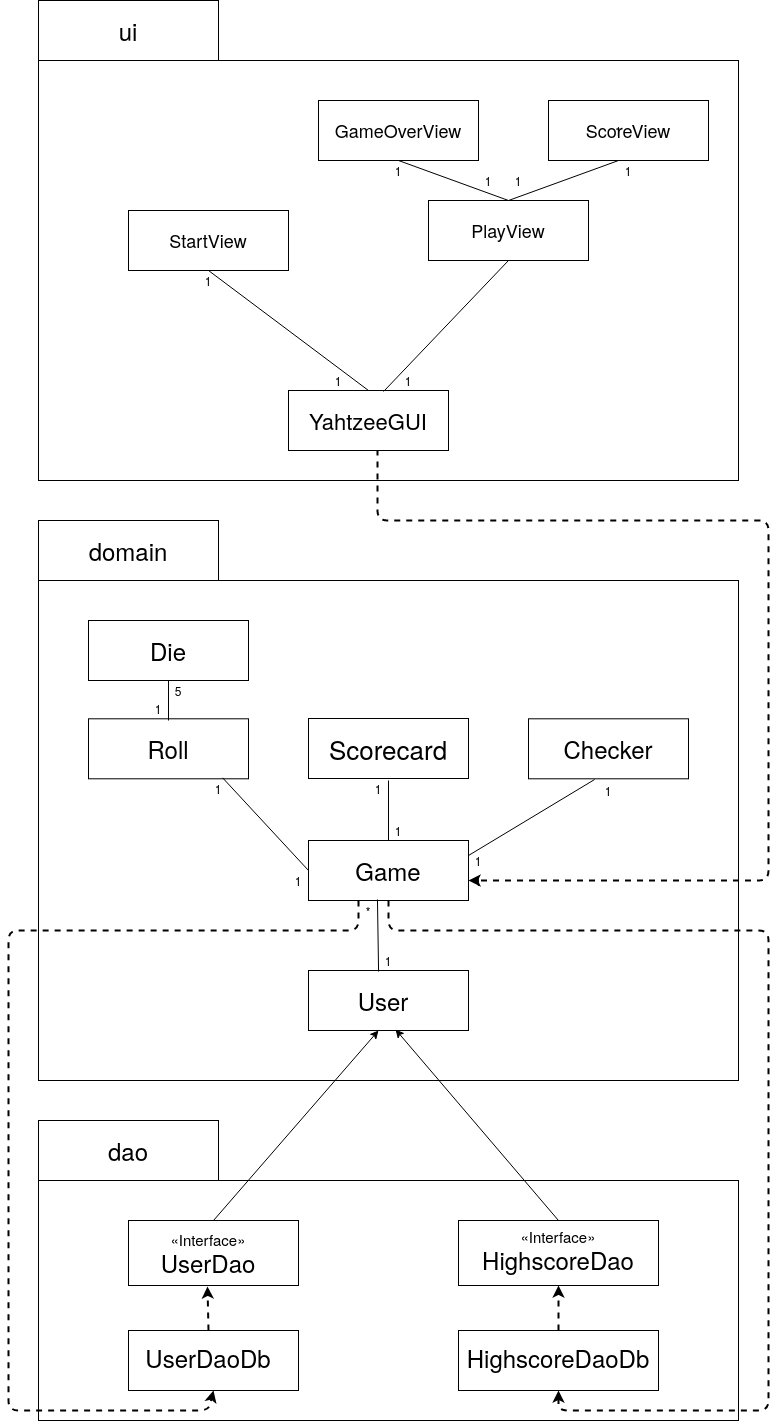 ui
GameOverView
ScoreView
1
1
1
1
PlayView
StartView
1
1
1
YahtzeeGUI
domain
Die
5
1
Roll
Scorecard
Checker
1
1
1
1
1
Game
1
*
1
User
dao
«Interface»
UserDao
«Interface»
HighscoreDao
UserDaoDb
HighscoreDaoDb